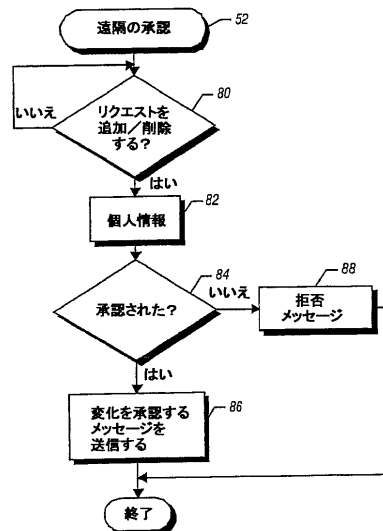 遠隔の承認
52
リクエストを
追加／削除
する？
80
いいえ
はい
個人情報
82
承認された？
84
いいえ
拒否
メッセージ
88
はい
変化を承認する
メッセージを
送信する
86
終了